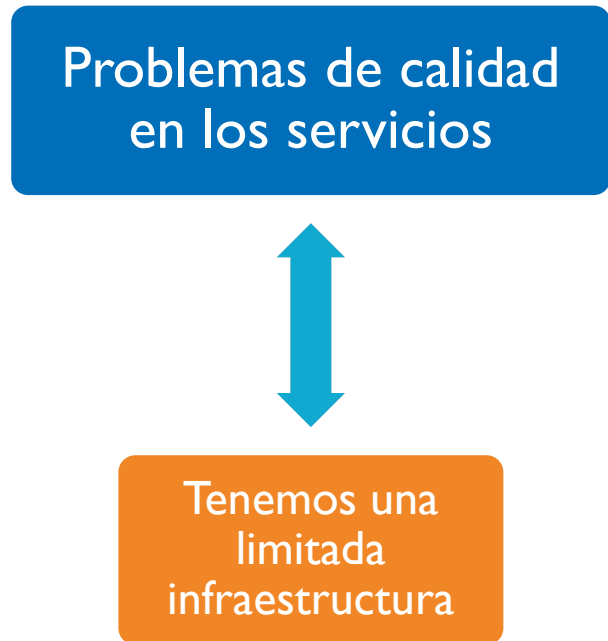 Problemas de calidad
en los servicios
Tenemos una
limitada
infraestructura